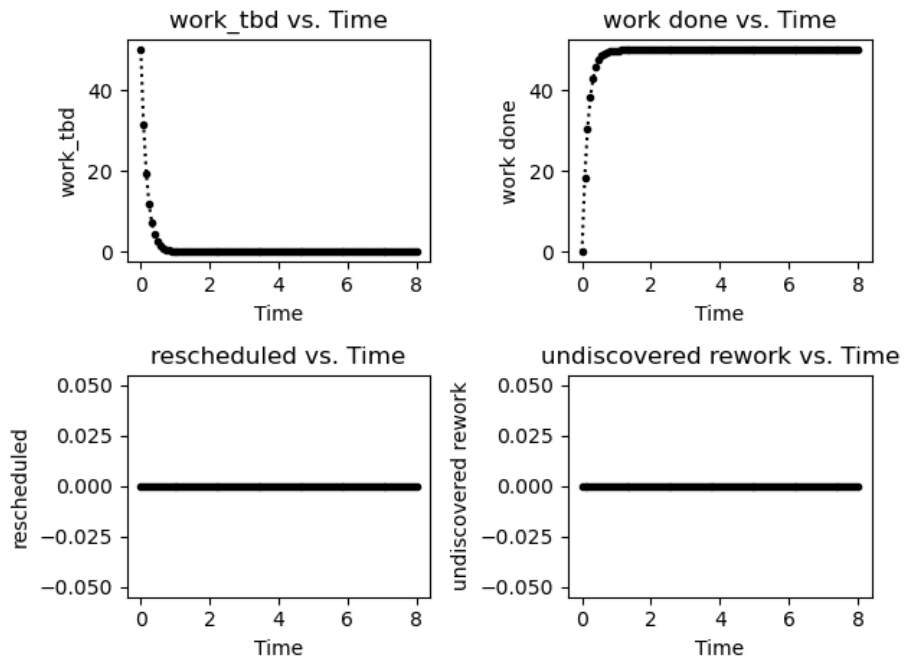 work_tbd vs. Time
work_tbd
40
20
0
0 2 4 6 8
Time
work done vs. Time
work done
40
20
0
0 2 4 6 8
Time
rescheduled vs. Time
rescheduled
0.050
0.025
0.000
−0.025
−0.050
0 2 4 6 8
Time
undiscovered rework vs. Time
undiscovered rework
0.050
0.025
0.000
−0.025
−0.050
0 2 4 6 8
Time